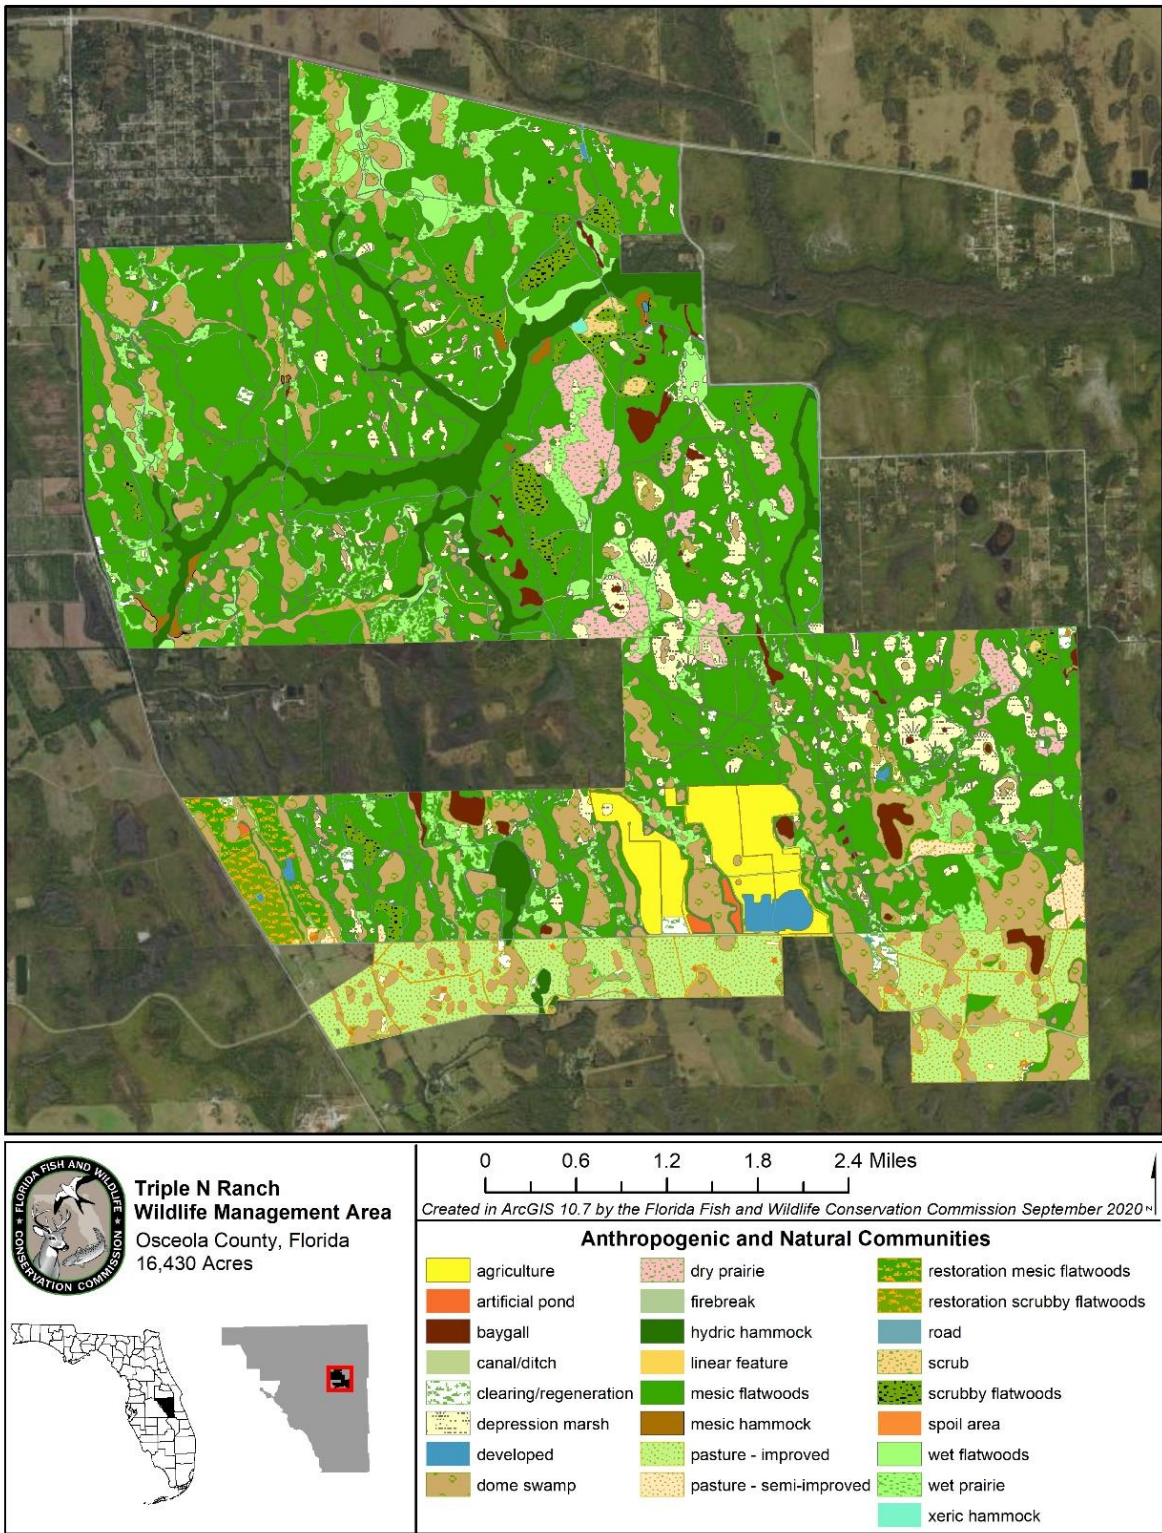 FLORIDA FISH AND WILDLIFE
CONSERVATION COMMISSION
Triple N Ranch
Wildlife Management Area
Osceola County, Florida
16,430 Acres
0 0.6 1.2 1.8 2.4 Miles
Created in ArcGIS 10.7 by the Florida Fish and Wildlife Conservation Commission September 2020
N
Anthropogenic and Natural Communities
agriculture
artificial pond
baygall
canal/ditch
clearing/regeneration
depression marsh
developed
dome swamp
dry prairie
firebreak
hydric hammock
linear feature
mesic flatwoods
mesic hammock
pasture - improved
pasture - semi-improved
restoration mesic flatwoods
restoration scrubby flatwoods
road
scrub
scrubby flatwoods
spoil area
wet flatwoods
wet prairie
xeric hammock